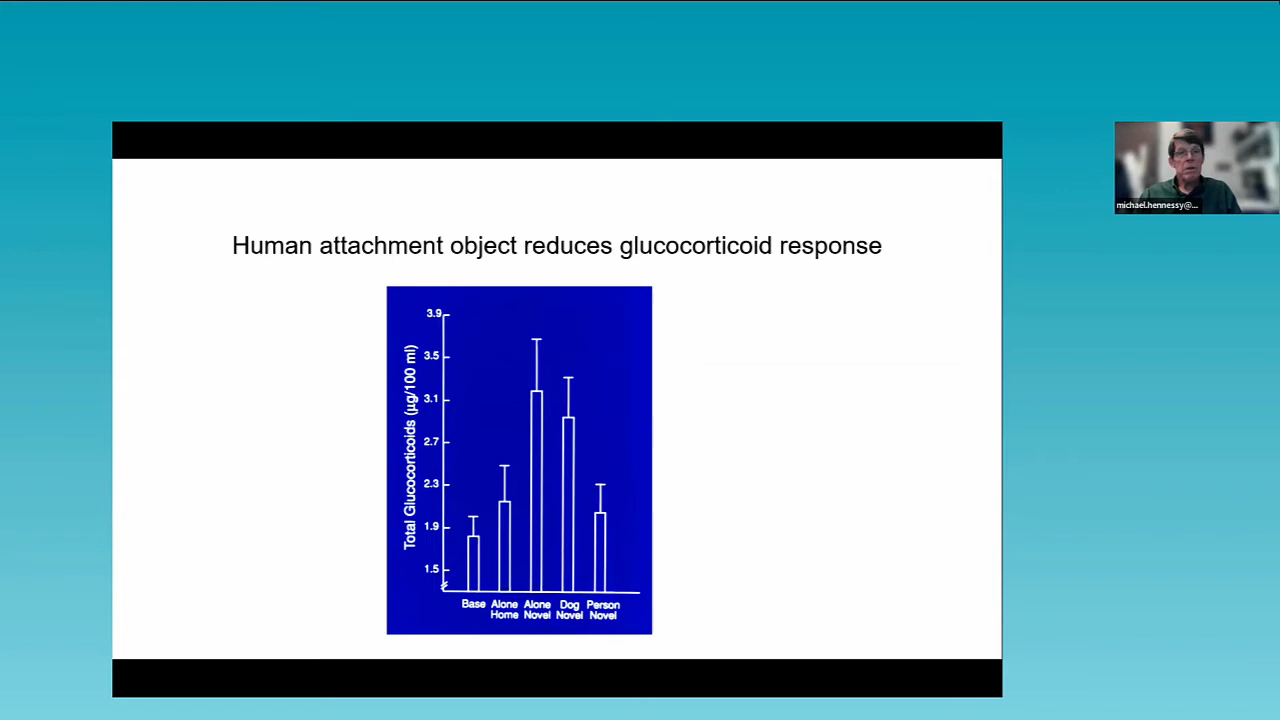 michael.hennessy@...
Human attachment object reduces glucocorticoid response
Total Glucocorticoids (µg/100 ml)
3.9
3.5
3.1
2.7
2.3
1.9
1.5
Base Alone Alone Dog Person
Home Novel Novel Novel